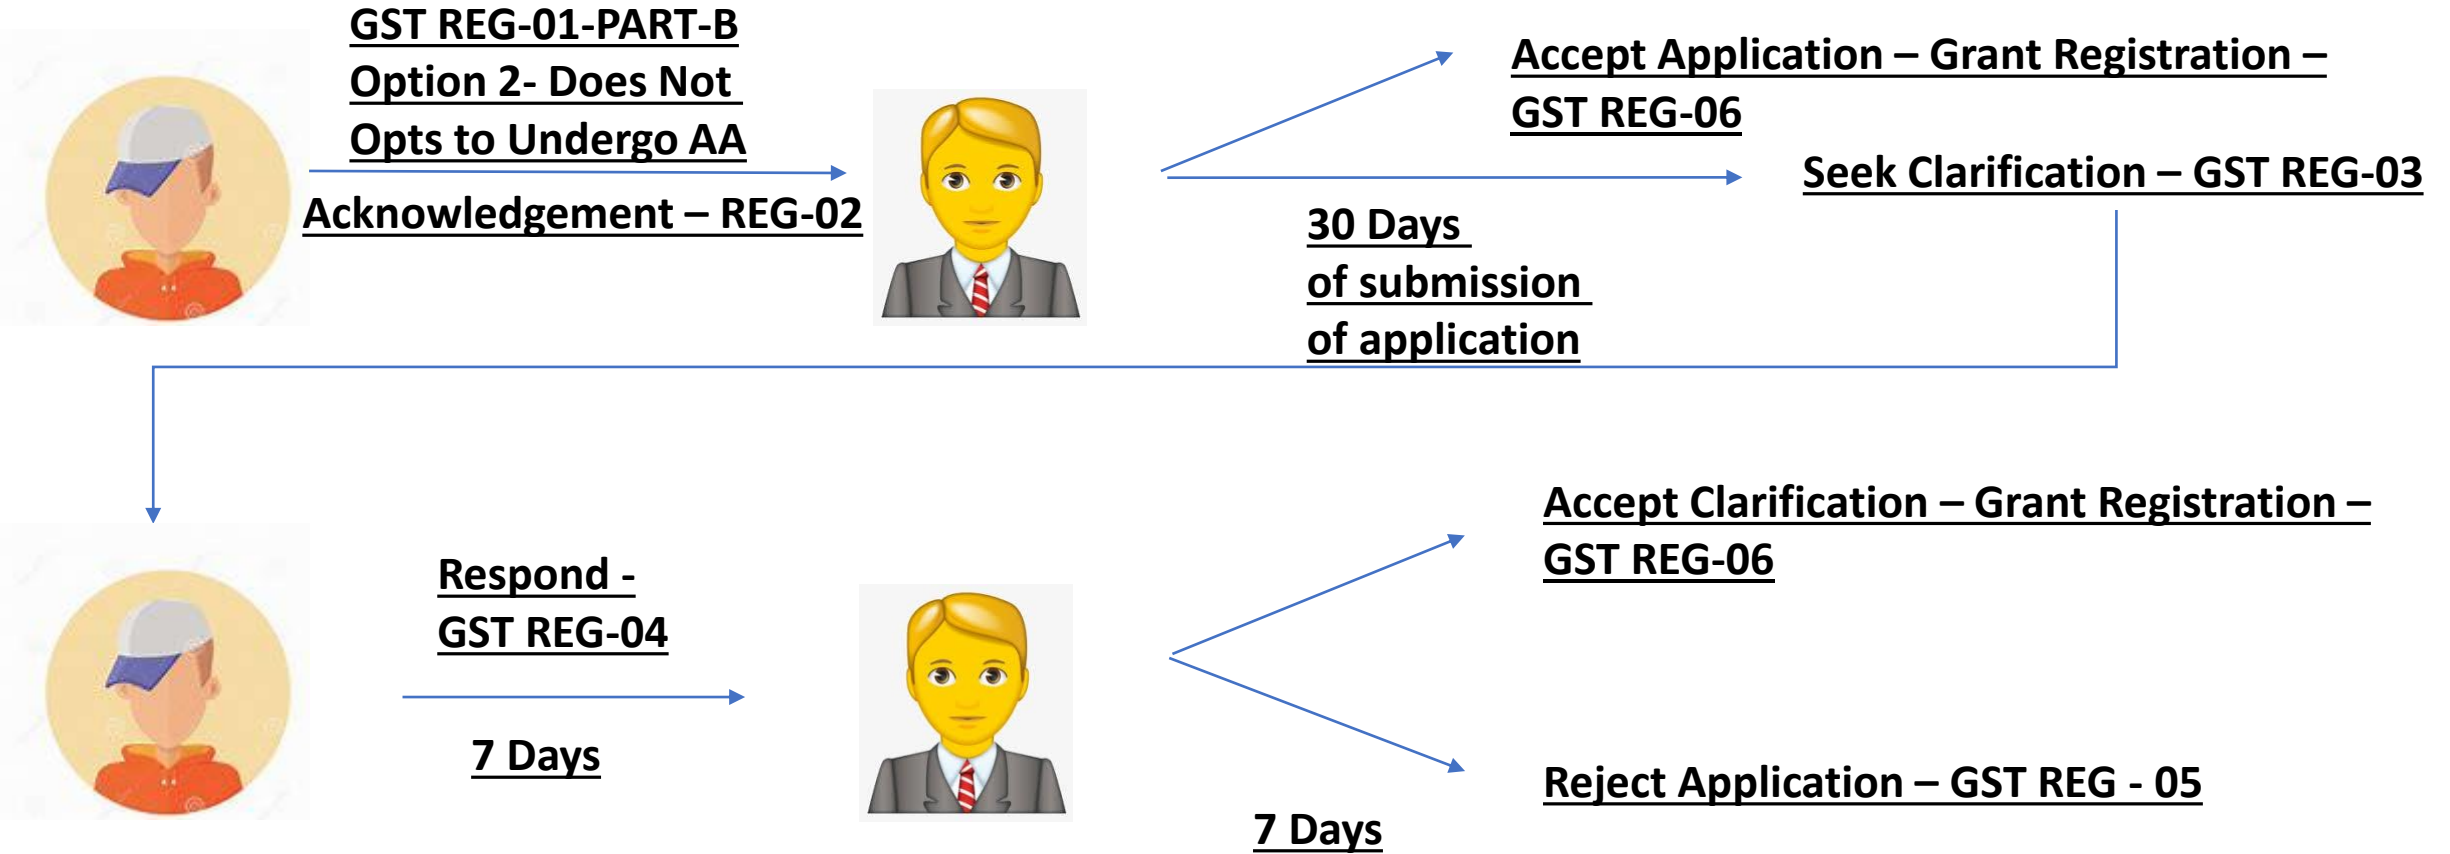 GST REG-01-PART-B
Option 2- Does Not
Opts to Undergo AA
Acknowledgement – REG-02
Accept Application – Grant Registration –
GST REG-06
Seek Clarification – GST REG-03
30 Days
of submission
of application
Respond -
GST REG-04
7 Days
Accept Clarification – Grant Registration –
GST REG-06
Reject Application – GST REG - 05
7 Days